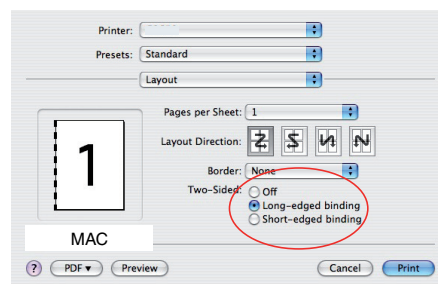 Printer:
Presets: Standard
Layout
Pages per Sheet: 1
Layout Direction:
Border: None
Two-Sided: Off
Long-edged binding
Short-edged binding
1
MAC
? PDF▼ Preview Cancel Print